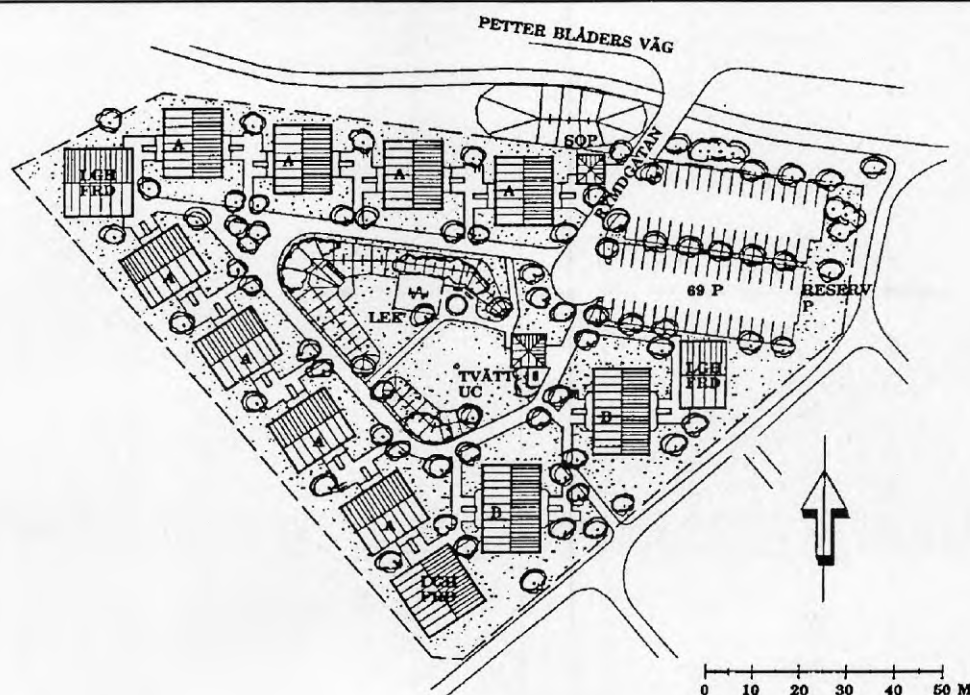 PETTER BLÅDERS VÄG
SOP
A
A
A
A
LGH
FRD
A
A
A
A
69 P
RESERV
P
LEK
TVÄTT
UC
LGH
FRD
B
D
LGH
FRD
0 10 20 30 40 50 M